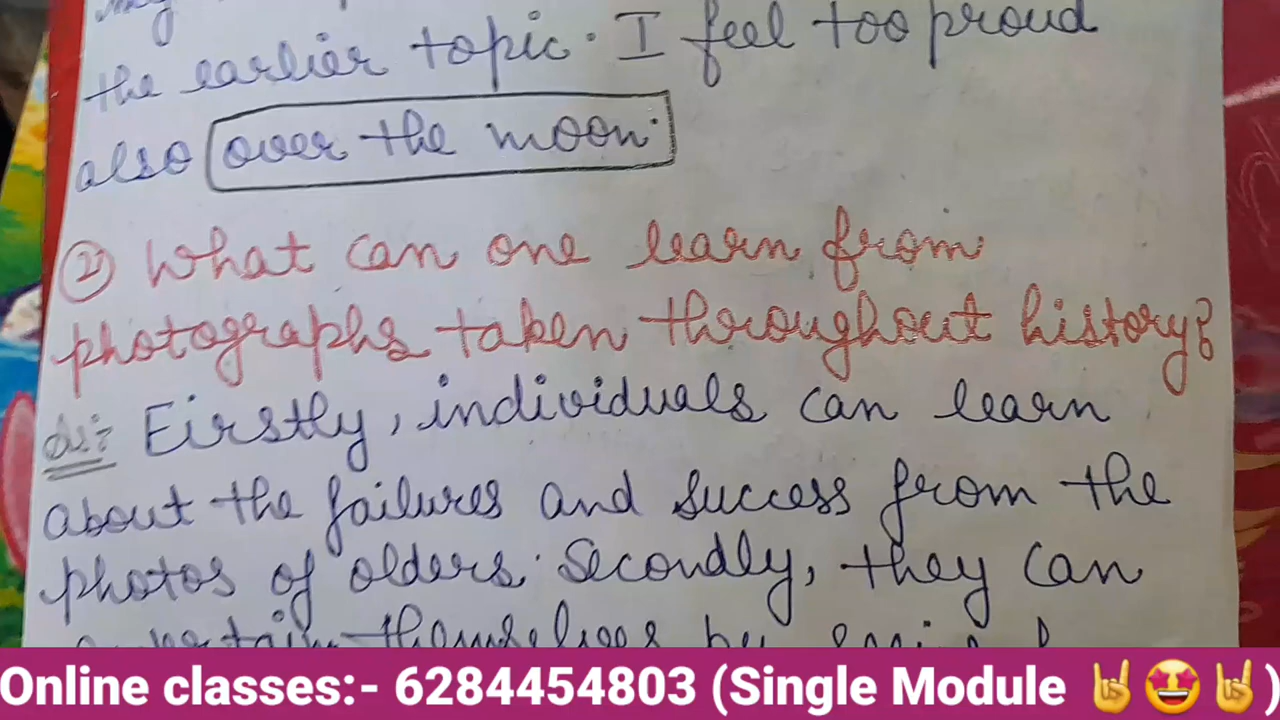 the earlier topic. I feel too proud
also over the moon.
② What can one learn from
photographs taken throughout history?
Ans:- Firstly, individuals can learn
about the failures and success from the
photos of olders. Secondly, they can
themselves by
Online classes:- 6284454803 (Single Module 🤘🤩🤘)